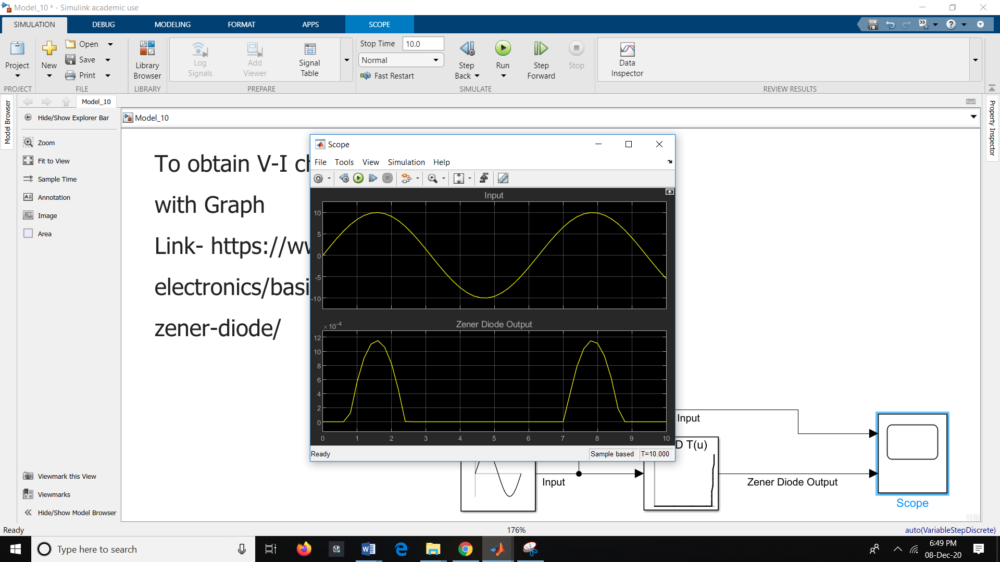 Model_10 * - Simulink academic use
SIMULATION DEBUG MODELING FORMAT APPS SCOPE
Project
New
Open
Save
Print
Library
Browser
Log
Signals
Add
Viewer
Signal
Table
Stop Time 10.0
Normal
Fast Restart
Step
Back
Run
Step
Forward
Stop
Data
Inspector
PROJECT FILE LIBRARY PREPARE SIMULATE REVIEW RESULTS
Model Browser
Model_10
Hide/Show Explorer Bar
Model_10
Property Inspector
Zoom
Fit to View
Sample Time
Annotation
Image
Area
To obtain V-I ch
with Graph
Link- https://ww
electronics/basi
zener-diode/
Scope
File Tools View Simulation Help
Input
10
5
0
-5
-10
Zener Diode Output
×10-4
12
10
8
6
4
2
0
0 1 2 3 4 5 6 7 8 9 10
Ready Sample based T=10.000
Input
D T(u)
Input
Zener Diode Output
Scope
Viewmark this View
Viewmarks
Hide/Show Model Browser
Ready 176% auto(VariableStepDiscrete)
Type here to search
6:49 PM
08-Dec-20